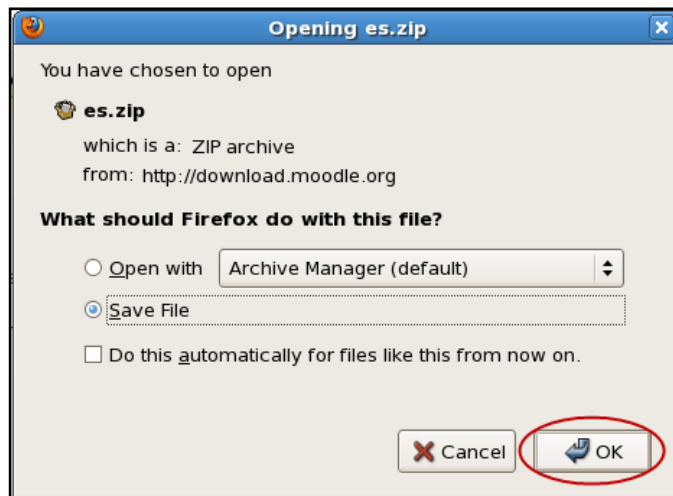 Opening es.zip
You have chosen to open
es.zip
which is a: ZIP archive
from: http://download.moodle.org
What should Firefox do with this file?
Open with Archive Manager (default)
Save File
Do this automatically for files like this from now on.
Cancel OK